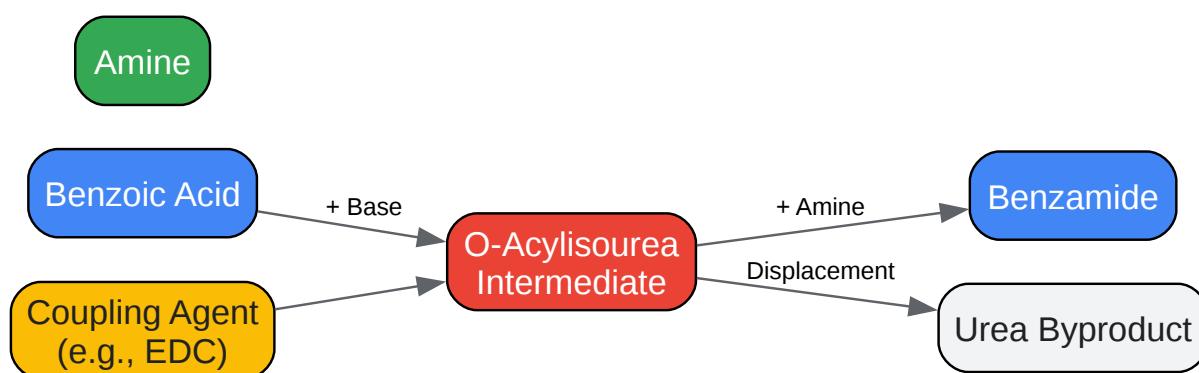 Amine
Benzoic Acid
+ Base
+ Amine
Benzamide
O-Acylisourea
Intermediate
Displacement
Coupling Agent
(e.g., EDC)
Urea Byproduct